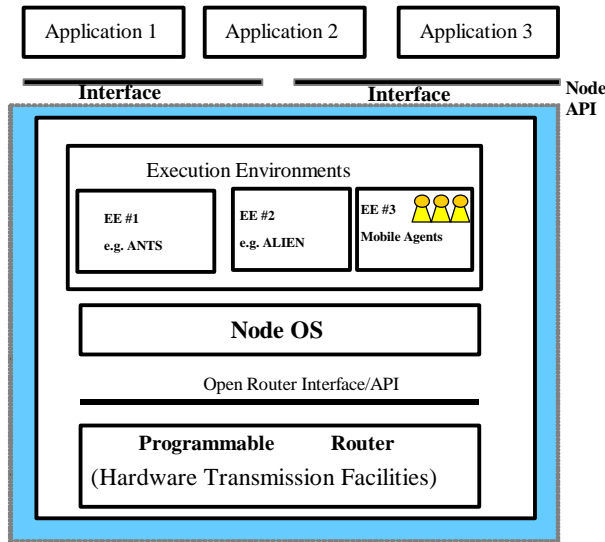 Application 1
Application 2
Application 3
Interface
Interface
Node
API
Execution Environments
EE #1
e.g. ANTS
EE #2
e.g. ALIEN
EE #3
Mobile Agents
Node OS
Open Router Interface/API
Programmable Router
(Hardware Transmission Facilities)